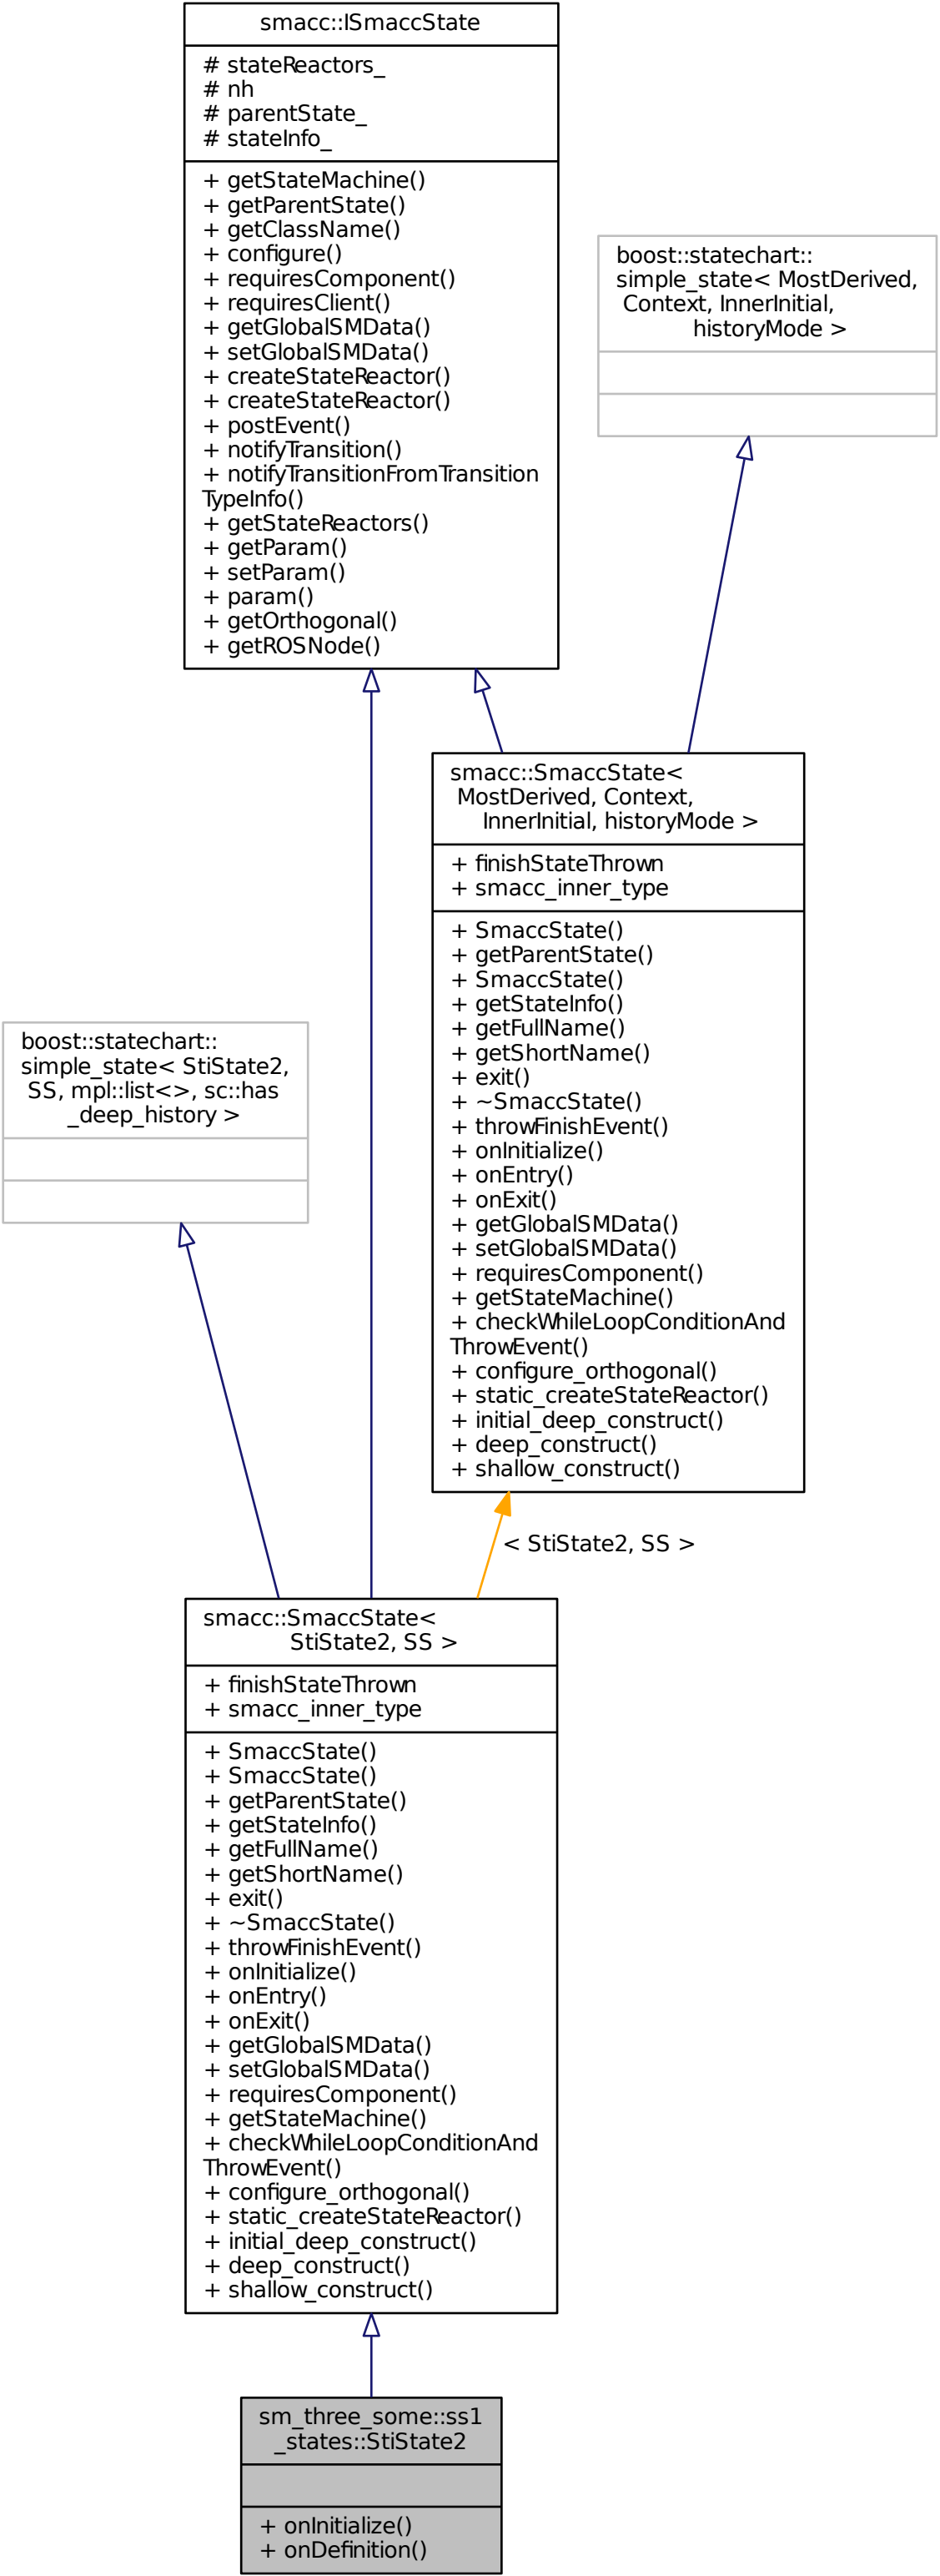 smacc::ISmaccState
# stateReactors_
# nh
# parentState_
# stateInfo_
+ getStateMachine()
+ getParentState()
+ getClassName()
+ configure()
+ requiresComponent()
+ requiresClient()
+ getGlobalSMData()
+ setGlobalSMData()
+ createStateReactor()
+ createStateReactor()
+ postEvent()
+ notifyTransition()
+ notifyTransitionFromTransition
TypeInfo()
+ getStateReactors()
+ getParam()
+ setParam()
+ param()
+ getOrthogonal()
+ getROSNode()
boost::statechart::
simple_state< MostDerived,
Context, InnerInitial,
historyMode >
smacc::SmaccState<
MostDerived, Context,
InnerInitial, historyMode >
+ finishStateThrown
+ smacc_inner_type
+ SmaccState()
+ getParentState()
+ SmaccState()
+ getStateInfo()
+ getFullName()
+ getShortName()
+ exit()
+ ~SmaccState()
+ throwFinishEvent()
+ onInitialize()
+ onEntry()
+ onExit()
+ getGlobalSMData()
+ setGlobalSMData()
+ requiresComponent()
+ getStateMachine()
+ checkWhileLoopConditionAnd
ThrowEvent()
+ configure_orthogonal()
+ static_createStateReactor()
+ initial_deep_construct()
+ deep_construct()
+ shallow_construct()
boost::statechart::
simple_state< StiState2,
SS, mpl::list<>, sc::has
_deep_history >
< StiState2, SS >
smacc::SmaccState<
StiState2, SS >
+ finishStateThrown
+ smacc_inner_type
+ SmaccState()
+ SmaccState()
+ getParentState()
+ getStateInfo()
+ getFullName()
+ getShortName()
+ exit()
+ ~SmaccState()
+ throwFinishEvent()
+ onInitialize()
+ onEntry()
+ onExit()
+ getGlobalSMData()
+ setGlobalSMData()
+ requiresComponent()
+ getStateMachine()
+ checkWhileLoopConditionAnd
ThrowEvent()
+ configure_orthogonal()
+ static_createStateReactor()
+ initial_deep_construct()
+ deep_construct()
+ shallow_construct()
sm_three_some::ss1
_states::StiState2
+ onInitialize()
+ onDefinition()